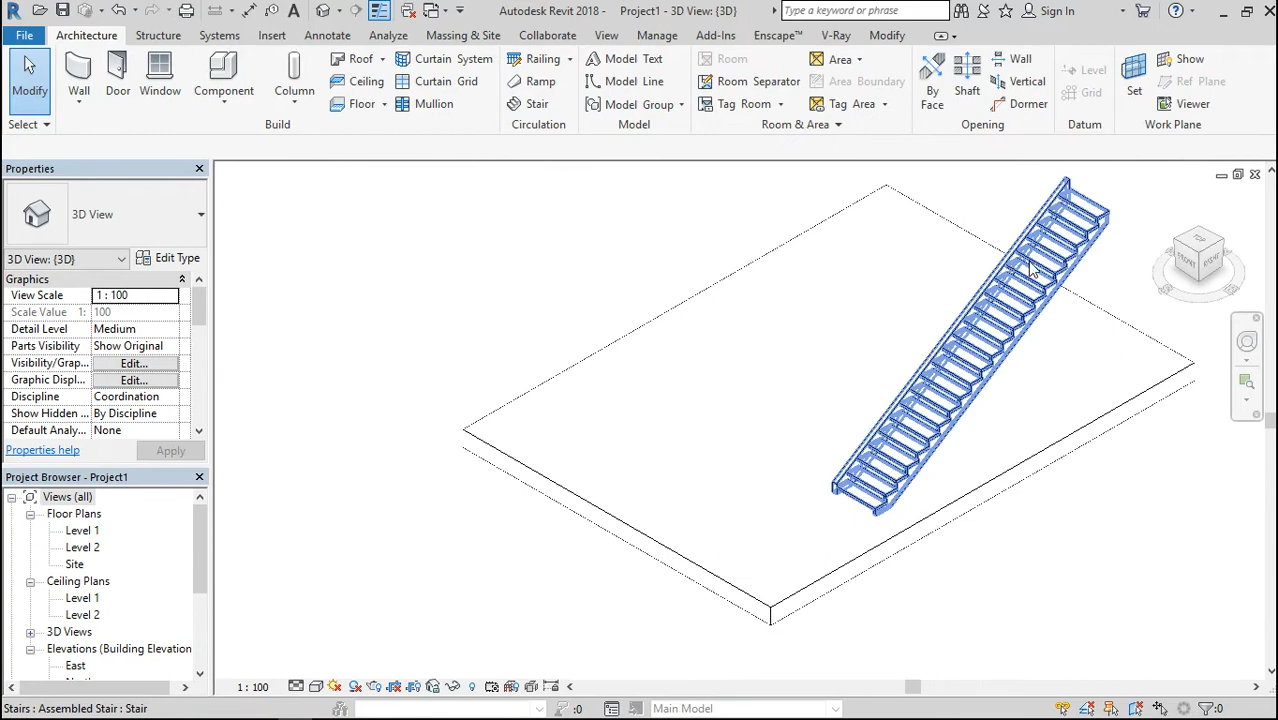 Autodesk Revit 2018 - Project1 - 3D View: {3D}
Type a keyword or phrase
Sign In
File
Architecture
Structure
Systems
Insert
Annotate
Analyze
Massing & Site
Collaborate
View
Manage
Add-Ins
Enscape™
V-Ray
Modify
Modify
Wall
Door
Window
Component
Column
Roof
Ceiling
Floor
Curtain System
Curtain Grid
Mullion
Railing
Ramp
Stair
Model Text
Model Line
Model Group
Room
Room Separator
Tag Room
Area
Area Boundary
Tag Area
By
Face
Shaft
Wall
Vertical
Dormer
Level
Grid
Set
Show
Ref Plane
Viewer
Select
Build
Circulation
Model
Room & Area
Opening
Datum
Work Plane
Properties
3D View
3D View: {3D}
Edit Type
Graphics
View Scale
1 : 100
Scale Value 1:
100
Detail Level
Medium
Parts Visibility
Show Original
Visibility/Grap...
Edit...
Graphic Displ...
Edit...
Discipline
Coordination
Show Hidden
By Discipline
Default Analy...
None
Properties help
Apply
Project Browser - Project1
Views (all)
Floor Plans
Level 1
Level 2
Site
Ceiling Plans
Level 1
Level 2
3D Views
Elevations (Building Elevation
East
TOP
FRONT
RIGHT
1 : 100
Stairs : Assembled Stair : Stair
:0
Main Model
:0